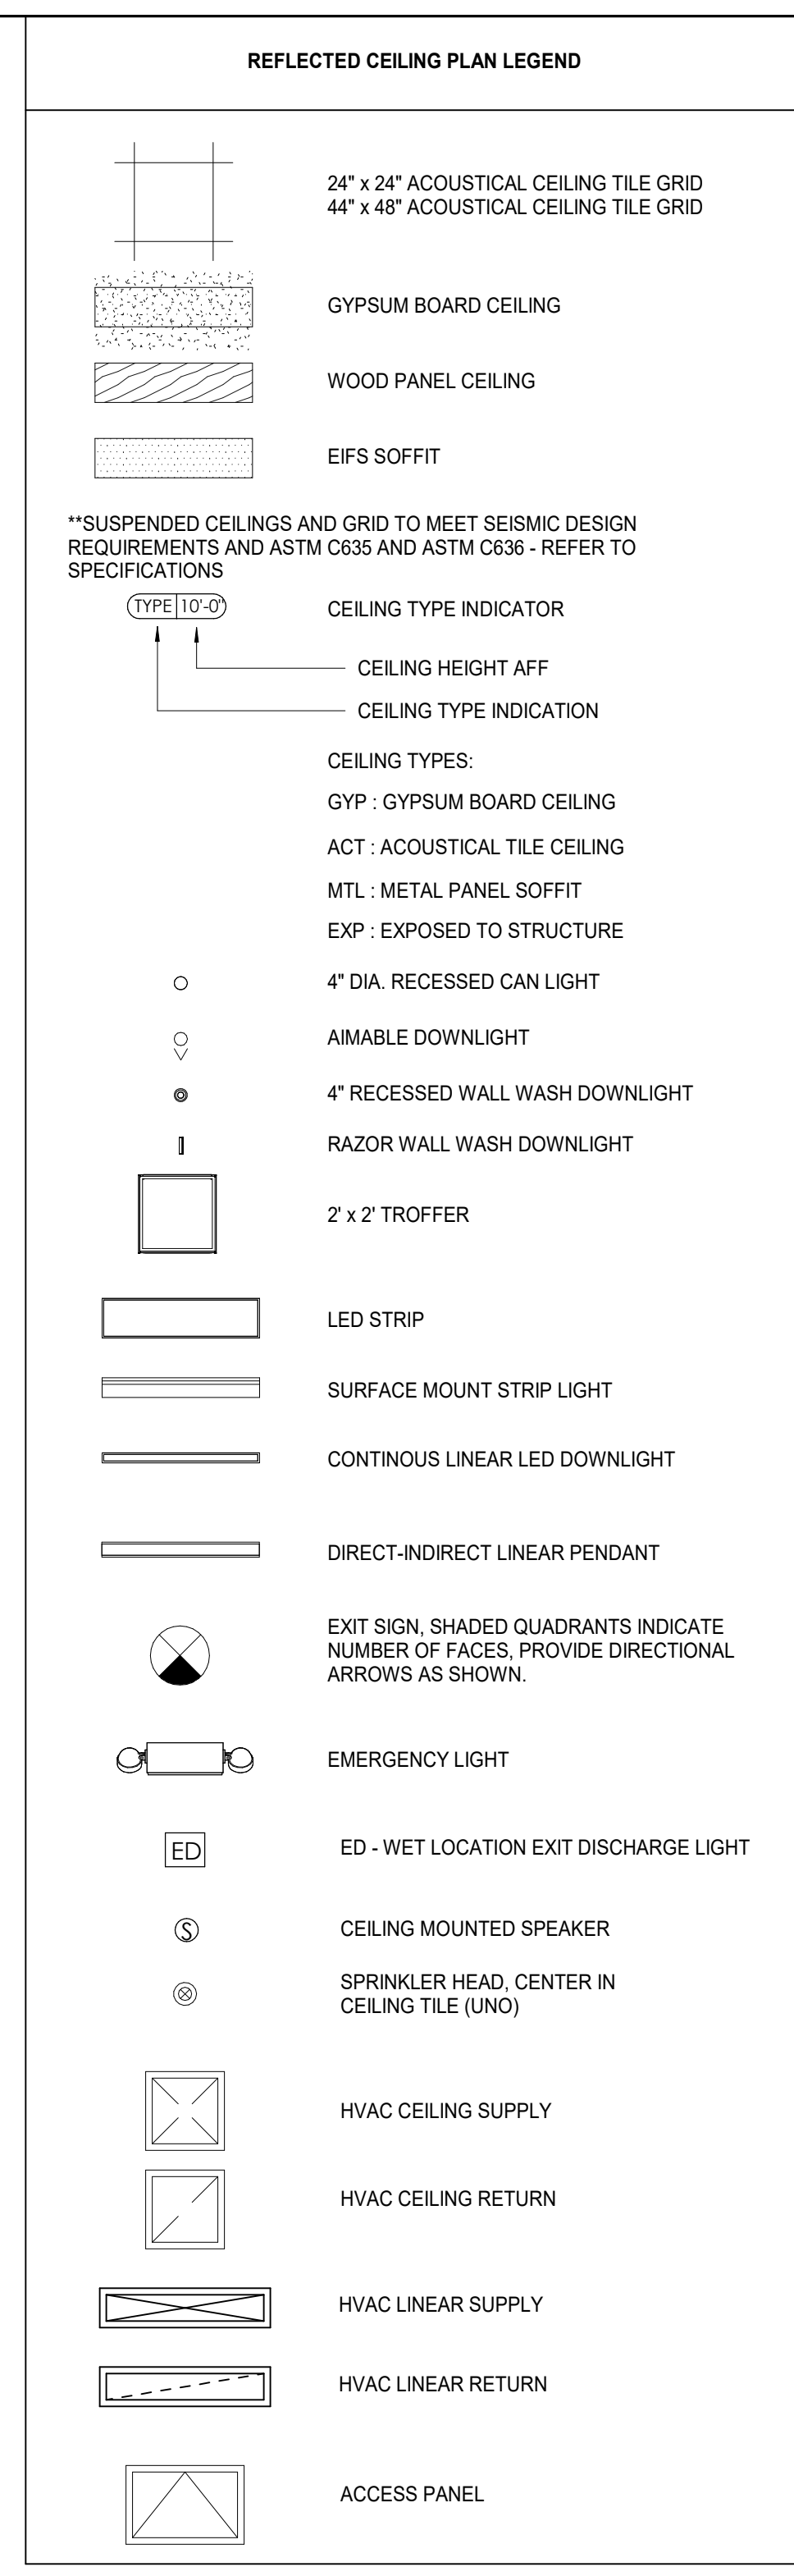 REFLECTED CEILING PLAN LEGEND
24" x 24" ACOUSTICAL CEILING TILE GRID
44" x 48" ACOUSTICAL CEILING TILE GRID
GYPSUM BOARD CEILING
WOOD PANEL CEILING
EIFS SOFFIT
**SUSPENDED CEILINGS AND GRID TO MEET SEISMIC DESIGN
REQUIREMENTS AND ASTM C635 AND ASTM C636 - REFER TO
SPECIFICATIONS
TYPE 10'-0" CEILING TYPE INDICATOR
CEILING HEIGHT AFF
CEILING TYPE INDICATION
CEILING TYPES:
GYP : GYPSUM BOARD CEILING
ACT : ACOUSTICAL TILE CEILING
MTL : METAL PANEL SOFFIT
EXP : EXPOSED TO STRUCTURE
4" DIA. RECESSED CAN LIGHT
AIMABLE DOWNLIGHT
4" RECESSED WALL WASH DOWNLIGHT
RAZOR WALL WASH DOWNLIGHT
2' x 2' TROFFER
LED STRIP
SURFACE MOUNT STRIP LIGHT
CONTINOUS LINEAR LED DOWNLIGHT
DIRECT-INDIRECT LINEAR PENDANT
EXIT SIGN, SHADED QUADRANTS INDICATE
NUMBER OF FACES, PROVIDE DIRECTIONAL
ARROWS AS SHOWN.
EMERGENCY LIGHT
ED ED - WET LOCATION EXIT DISCHARGE LIGHT
S CEILING MOUNTED SPEAKER
SPRINKLER HEAD, CENTER IN
CEILING TILE (UNO)
HVAC CEILING SUPPLY
HVAC CEILING RETURN
HVAC LINEAR SUPPLY
HVAC LINEAR RETURN
ACCESS PANEL